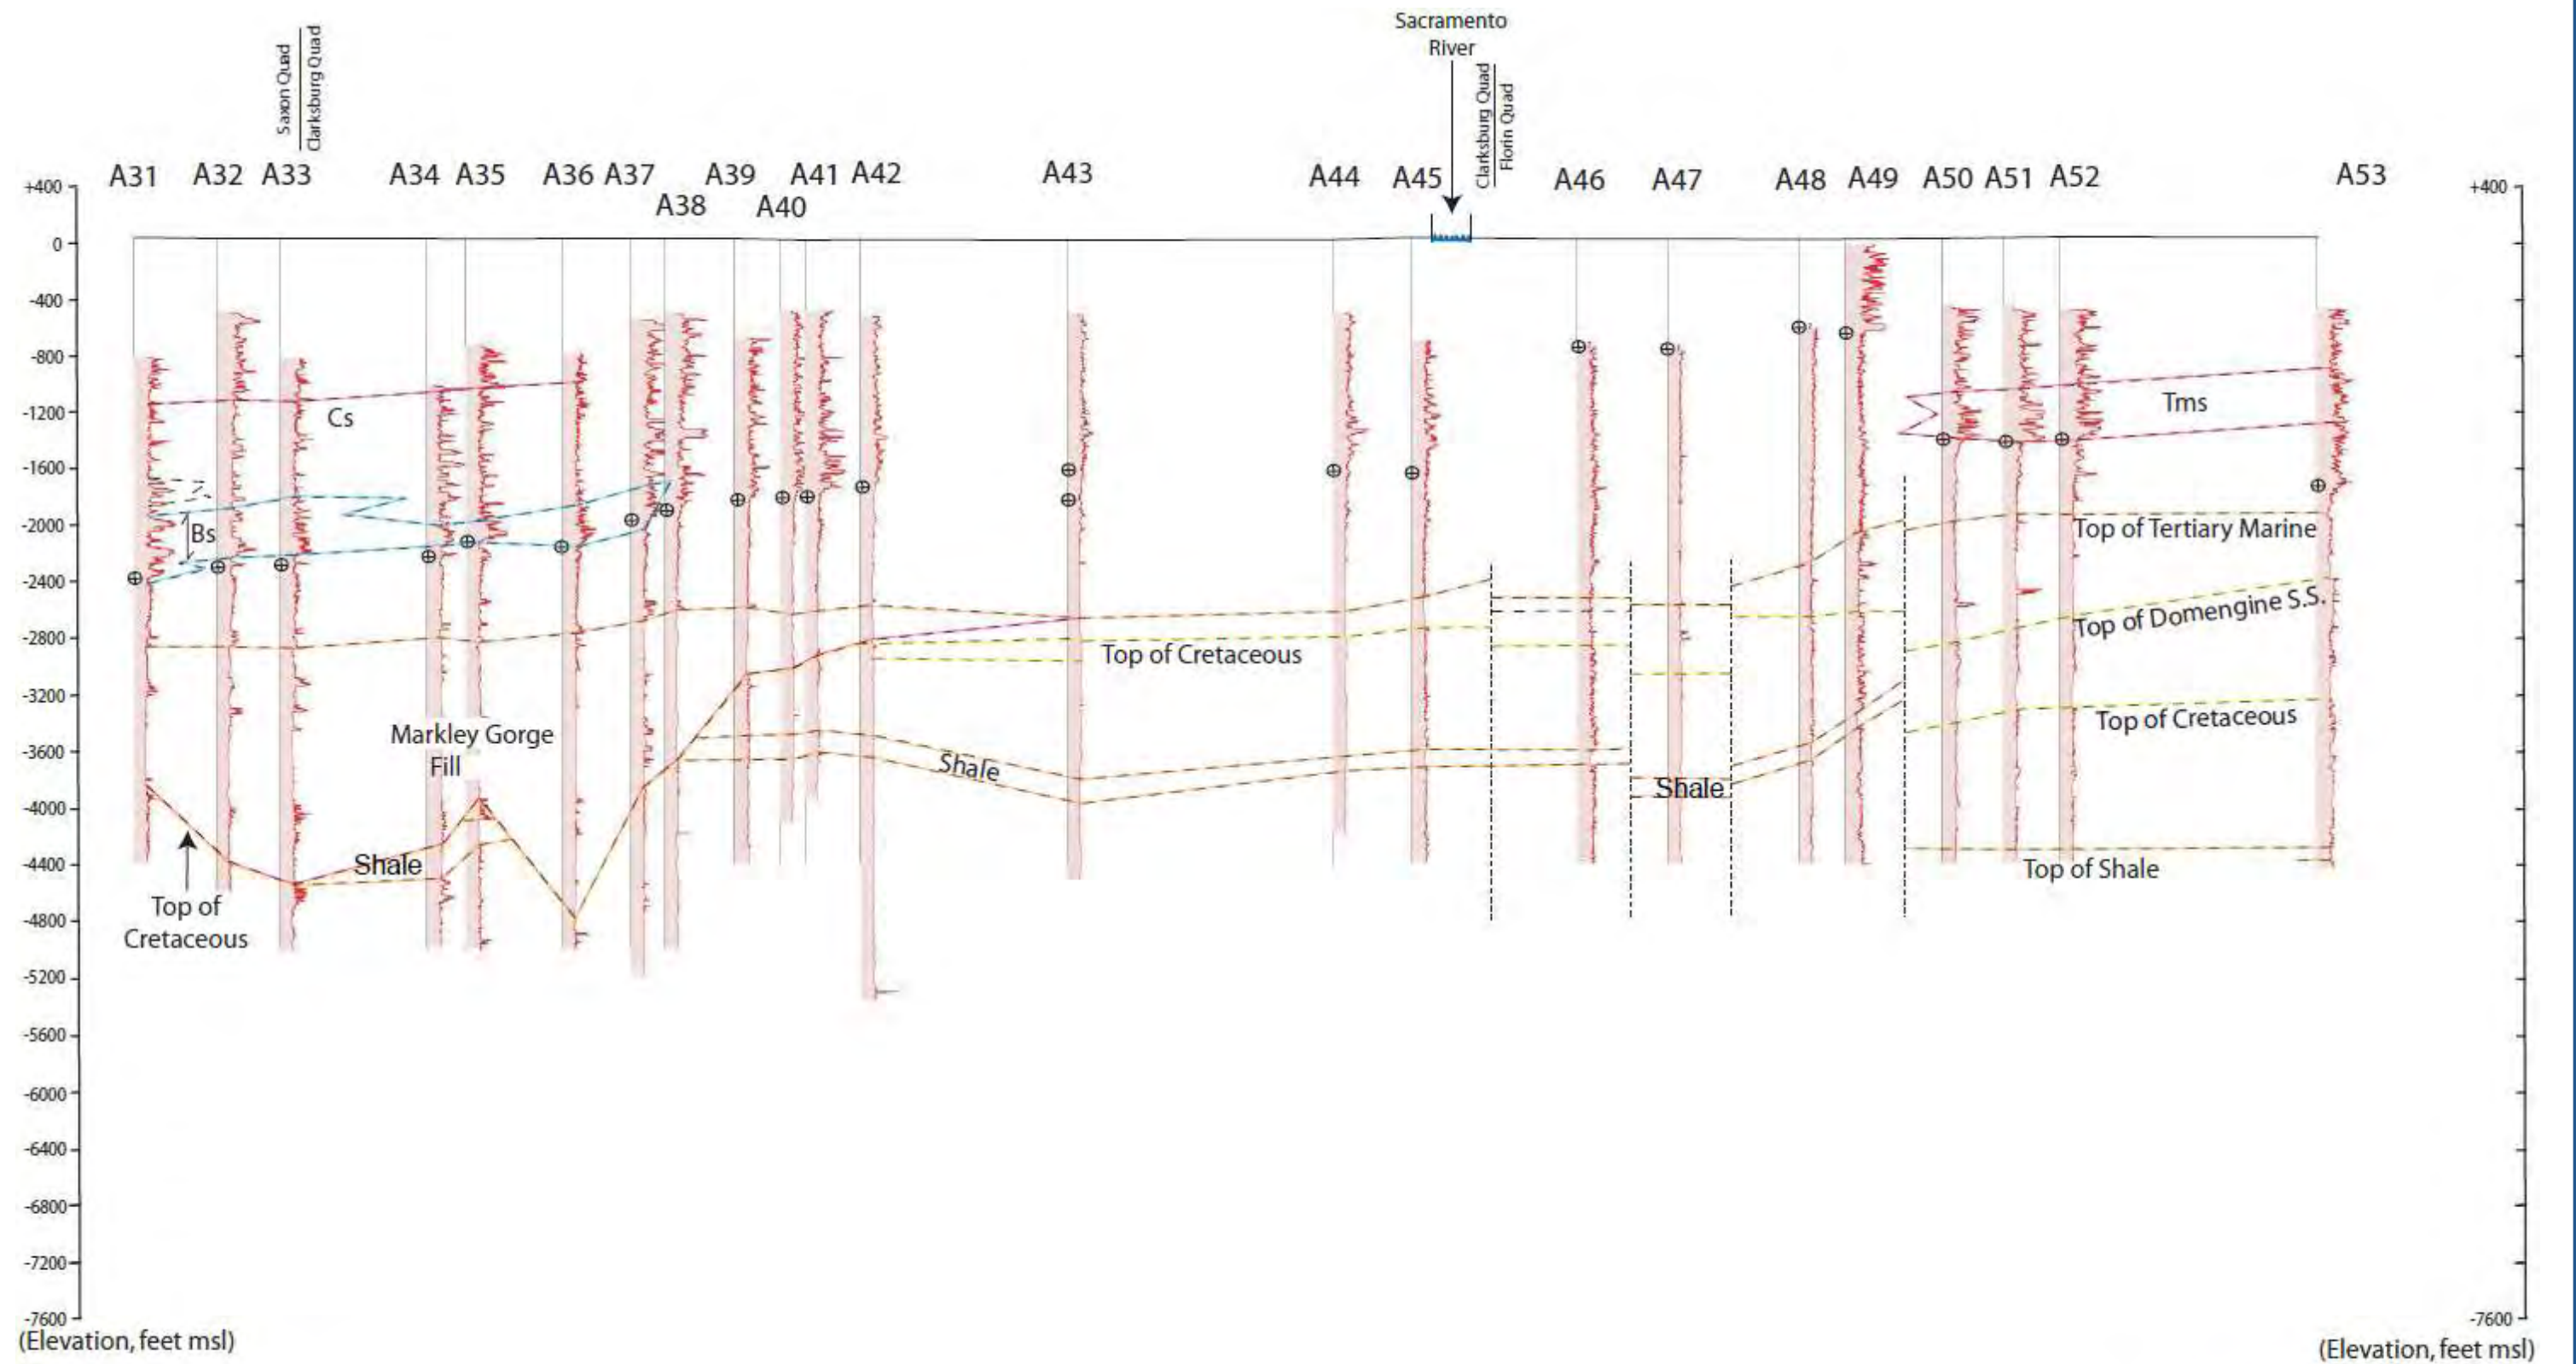 Sacramento
River
Saxon Quad
Clarksburg Quad
Clarksburg Quad
Florin Quad
A31 A32 A33 A34 A35 A36 A37 A39 A41 A42 A43 A44 A45 A46 A47 A48 A49 A50 A51 A52 A53
A38 A40
+400 +400
0
-400
-800
-1200
-1600
-2000
-2400
-2800
-3200
-3600
-4000
-4400
-4800
-5200
-5600
-6000
-6400
-6800
-7200
-7600 -7600
Cs
Tms
Bs
Top of Tertiary Marine
Top of Domengine S.S.
Top of Cretaceous
Top of Cretaceous
Markley Gorge
Fill
Shale
Shale
Shale
Top of Shale
Top of
Cretaceous
(Elevation, feet msl) (Elevation, feet msl)